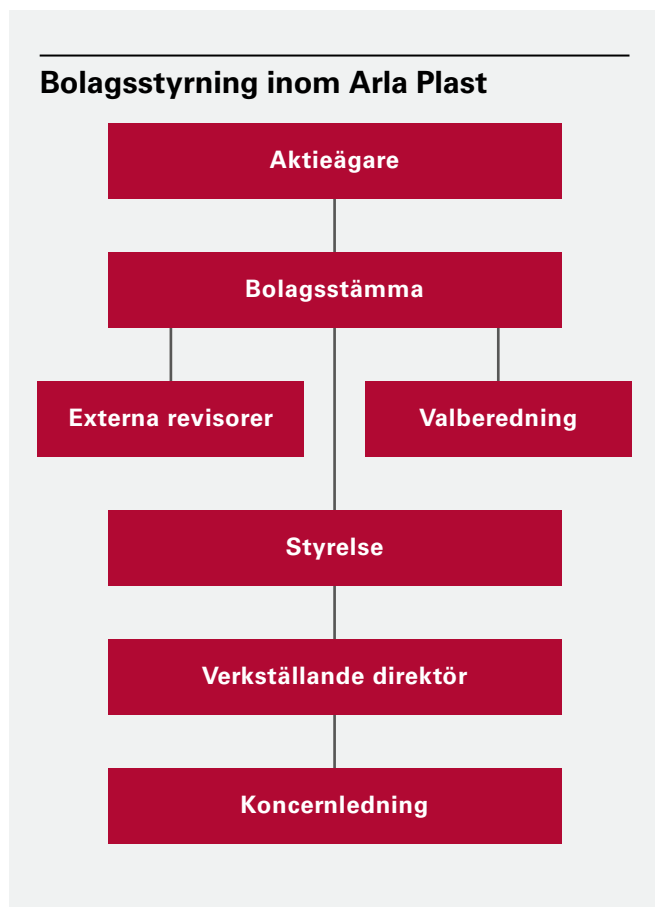 Bolagsstyrning inom Arla Plast
Aktieägare
Bolagsstämma
Externa revisorer
Valberedning
Styrelse
Verkställande direktör
Koncernledning